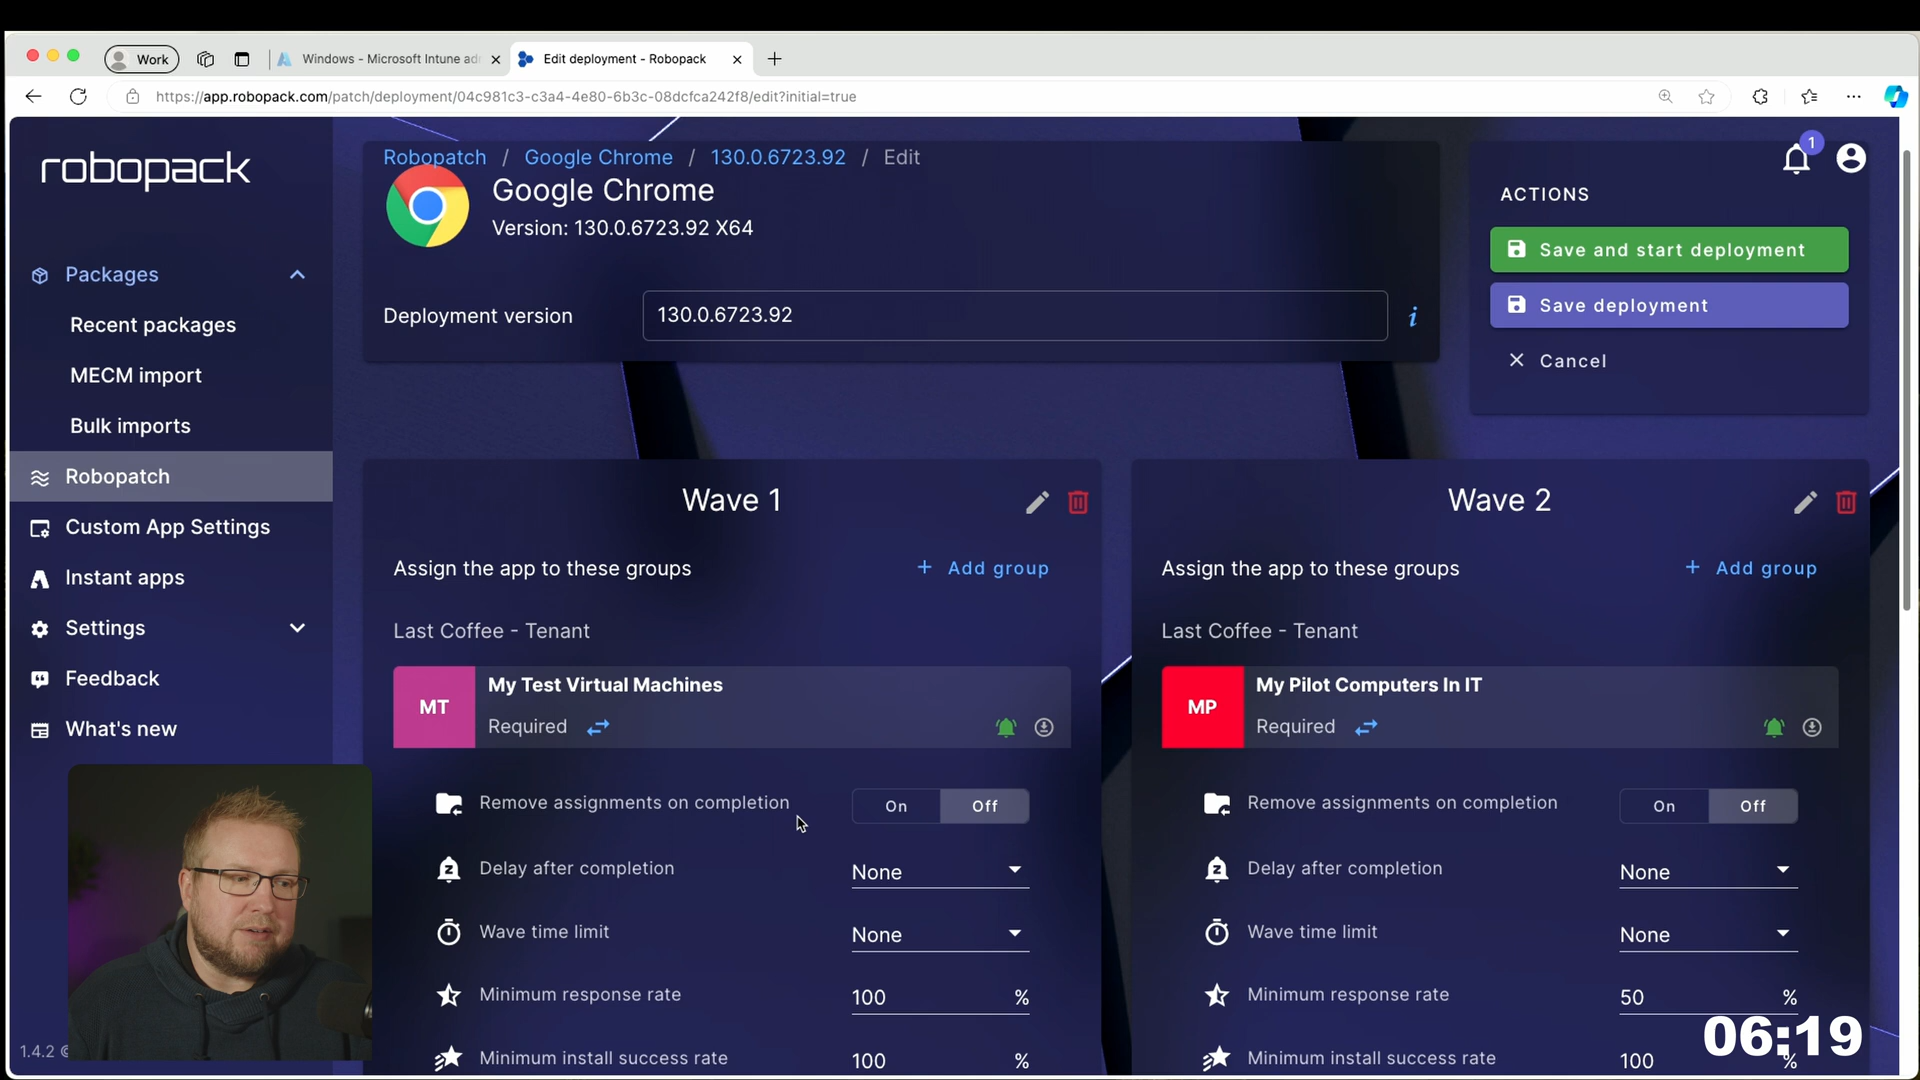 Work
Windows - Microsoft Intune ad
Edit deployment - Robopack
https://app.robopack.com/patch/deployment/04c981c3-c3a4-4e80-6b3c-08dcfca242f8/edit?initial=true
robopack
Packages
Recent packages
MECM import
Bulk imports
Robopatch
Custom App Settings
Instant apps
Settings
Feedback
What's new
1.4.2 ©
Robopatch / Google Chrome / 130.0.6723.92 / Edit
Google Chrome
Version: 130.0.6723.92 X64
Deployment version 130.0.6723.92 i
1
ACTIONS
Save and start deployment
Save deployment
Cancel
Wave 1
Assign the app to these groups + Add group
Last Coffee - Tenant
MT
My Test Virtual Machines
Required
Remove assignments on completion On Off
Delay after completion None
Wave time limit None
Minimum response rate 100 %
Minimum install success rate 100 %
Wave 2
Assign the app to these groups + Add group
Last Coffee - Tenant
MP
My Pilot Computers In IT
Required
Remove assignments on completion On Off
Delay after completion None
Wave time limit None
Minimum response rate 50 %
Minimum install success rate 100 %
06:19